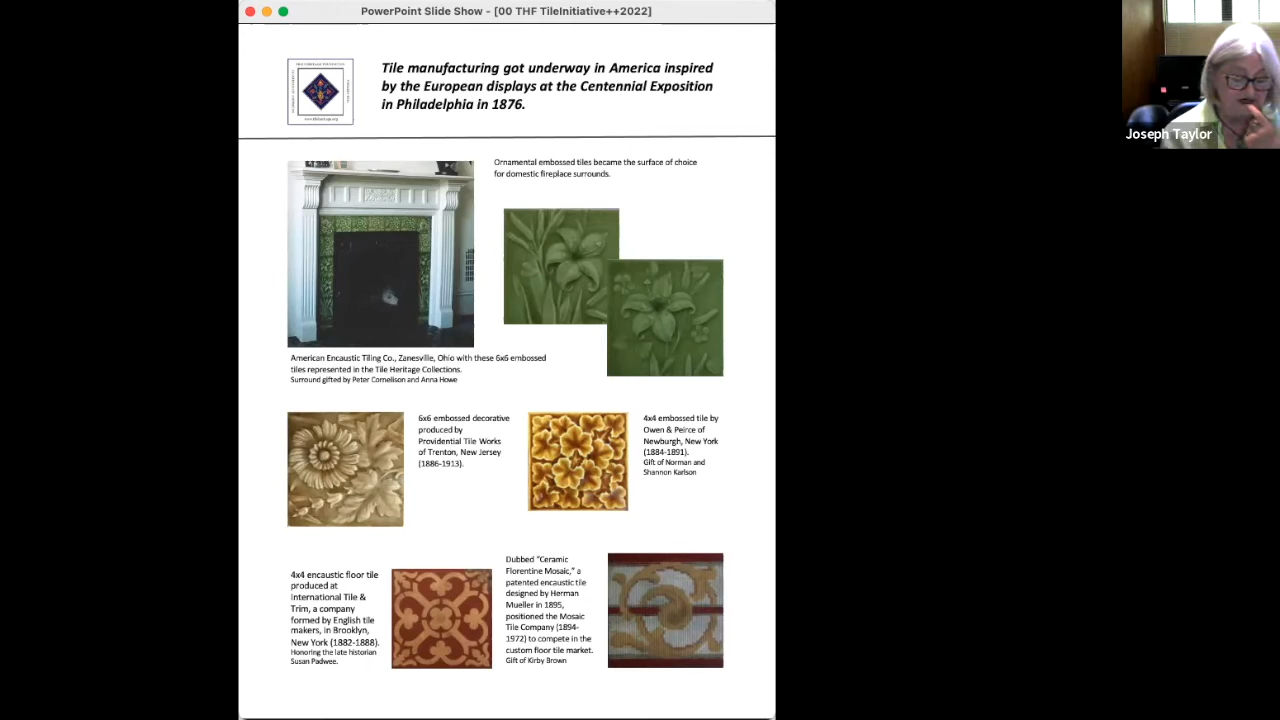 PowerPoint Slide Show - [00 THF TileInitiative++2022]
Tile manufacturing got underway in America inspired
by the European displays at the Centennial Exposition
in Philadelphia in 1876.
Ornamental embossed tiles became the surface of choice
for domestic fireplace surrounds.
American Encaustic Tiling Co., Zanesville, Ohio with these 6x6 embossed
tiles represented in the Tile Heritage Collections.
Surround gifted by Peter Cornelison and Anna Howe
6x6 embossed decorative
produced by
Providential Tile Works
of Trenton, New Jersey
(1886-1913).
4x4 embossed tile by
Owen & Peirce of
Newburgh, New York
(1884-1891).
Gift of Norman and
Shannon Karlson
4x4 encaustic floor tile
produced at
International Tile &
Trim, a company
formed by English tile
makers, in Brooklyn,
New York (1882-1888).
Honoring the late historian
Susan Padwee.
Dubbed “Ceramic
Florentine Mosaic,” a
patented encaustic tile
designed by Herman
Mueller in 1895,
positioned the Mosaic
Tile Company (1894-
1972) to compete in the
custom floor tile market.
Gift of Kirby Brown
Joseph Taylor